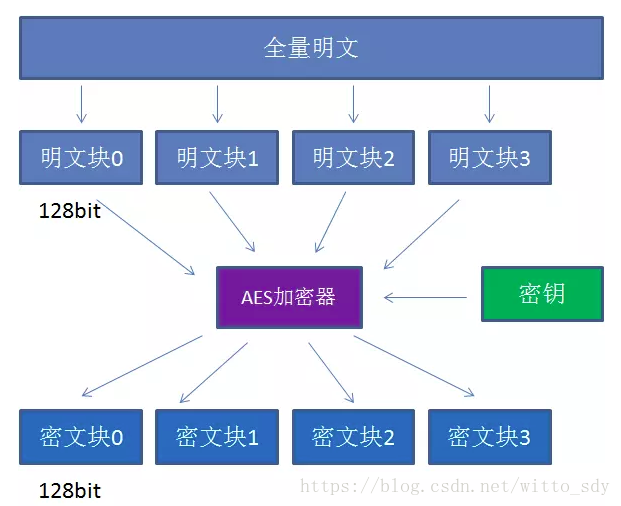 全量明文
明文块0
明文块1
明文块2
明文块3
128bit
AES加密器
密钥
密文块0
密文块1
密文块2
密文块3
128bit
https://blog.csdn.net/witto_sdy